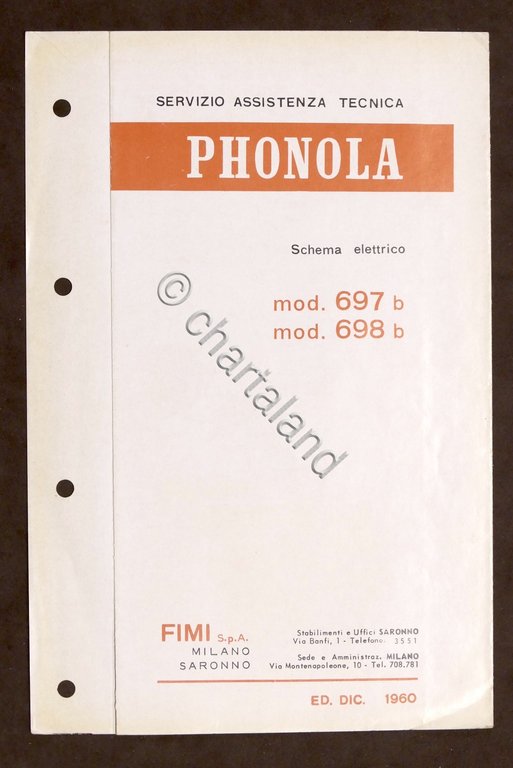 SERVIZIO ASSISTENZA TECNICA
PHONOLA
Schema elettrico
mod. 697 b
mod. 698 b
© chartaland
FIMI S.p.A.
MILANO
SARONNO
Stabilimenti e Uffici SARONNO
Via Banfi, 1 - Telefono. 3551
Sede e Amministraz. MILANO
Via Montenapoleone, 10 - Tel. 708.781
ED. DIC. 1960